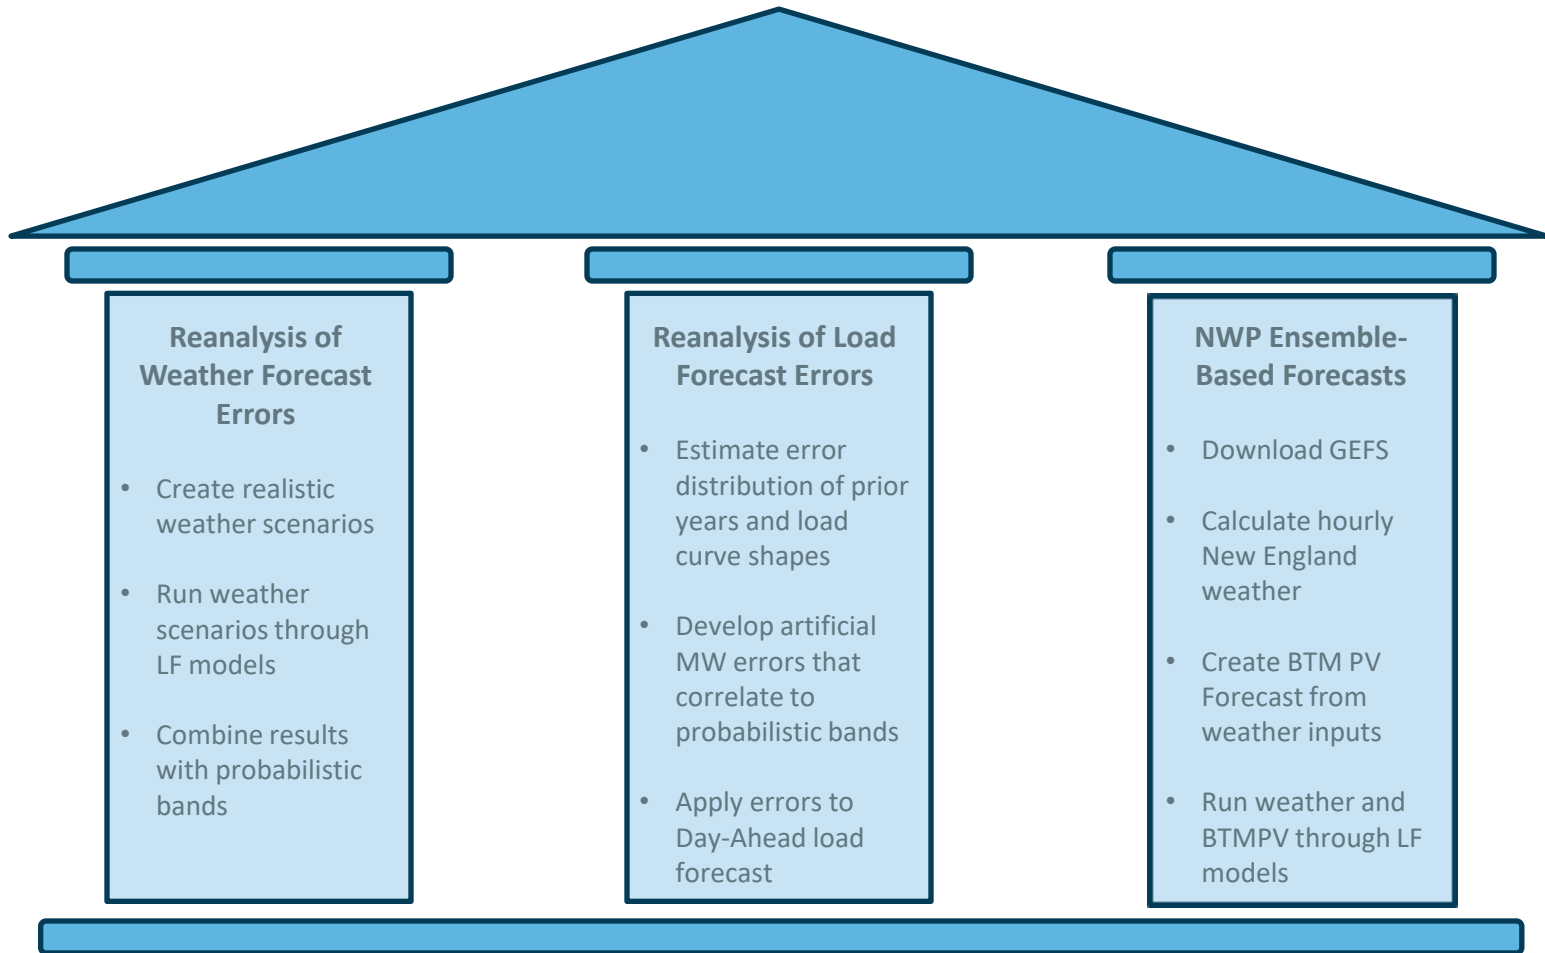 Reanalysis of
Weather Forecast
Errors
• Create realistic
weather scenarios
• Run weather
scenarios through
LF models
• Combine results
with probabilistic
bands
Reanalysis of Load
Forecast Errors
• Estimate error
distribution of prior
years and load
curve shapes
• Develop artificial
MW errors that
correlate to
probabilistic bands
• Apply errors to
Day-Ahead load
forecast
NWP Ensemble-
Based Forecasts
• Download GEFS
• Calculate hourly
New England
weather
• Create BTM PV
Forecast from
weather inputs
• Run weather and
BTMPV through LF
models